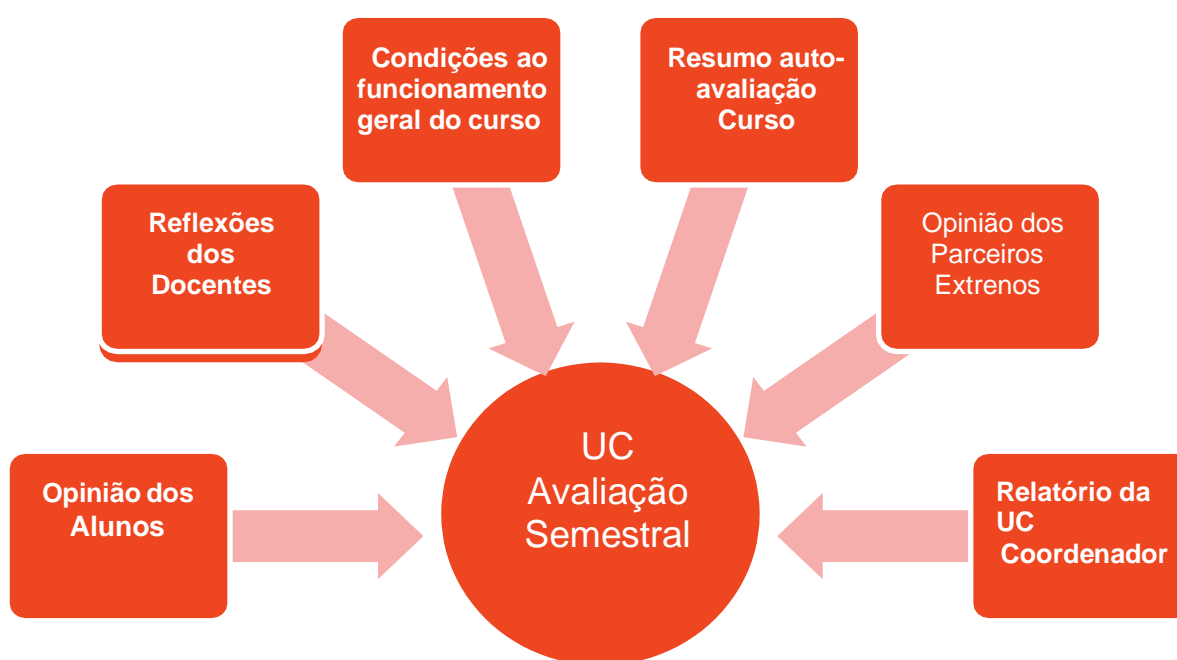 Condições ao
funcionamento
geral do curso
Resumo auto-
avaliação
Curso
Reflexões
dos
Docentes
Opinião dos
Parceiros
Extrenos
UC
Avaliação
Semestral
Opinião dos
Alunos
Relatório da
UC
Coordenador